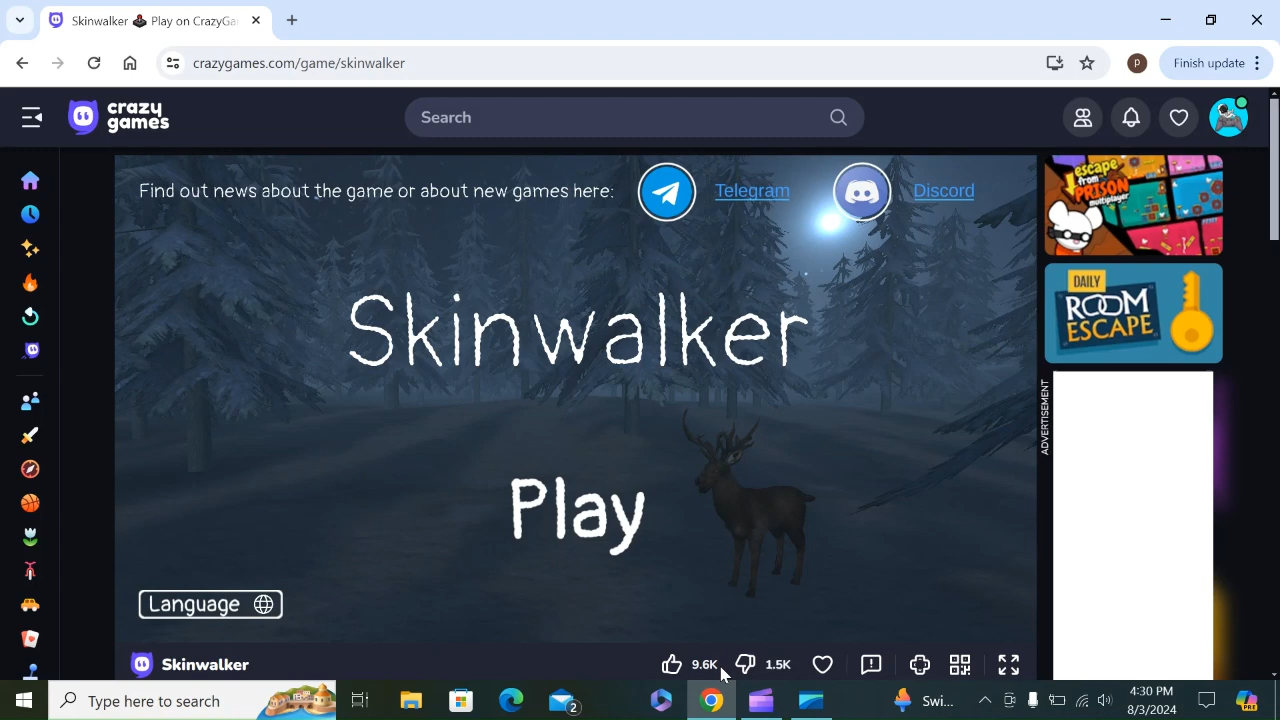 Skinwalker Play on CrazyGa
crazygames.com/game/skinwalker
p
Finish update
crazy
games
Search
Find out news about the game or about new games here:
Telegram
Discord
Skinwalker
Play
Language
escape
from
PRISON
multiplayer
DAILY
ROOM
ESCAPE
ADVERTISEMENT
Skinwalker
9.6K
1.5K
Type here to search
2
Swi...
4:30 PM
8/3/2024
PRE